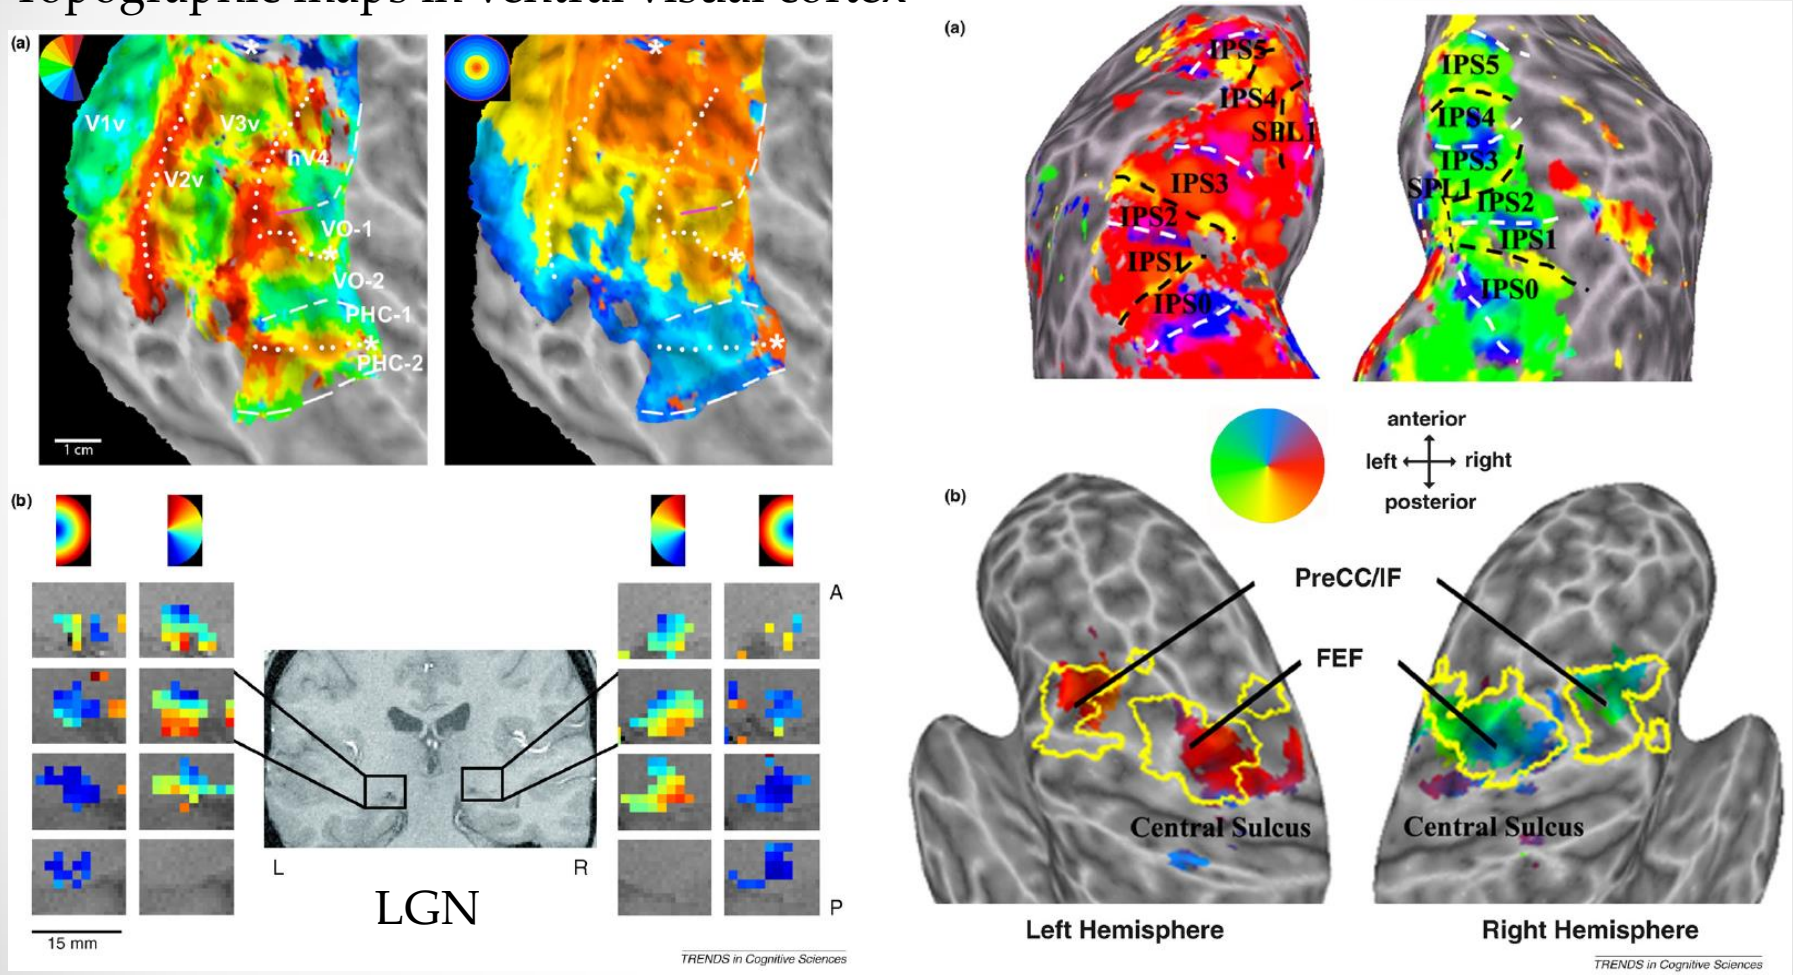 Topographic maps in ventral visual cortex
(a)
V1v
V3v
hV4
V2v
VO-1
VO-2
PHC-1
PHC-2
1 cm
*
*
*
*
*
*
(b)
A
L
R
P
LGN
15 mm
TRENDS in Cognitive Sciences
(a)
IPS5
IPS4
SPL1
IPS3
IPS2
IPS1
IPS0
IPS5
IPS4
IPS3
SPL1
IPS2
IPS1
IPS0
anterior
left
right
posterior
(b)
PreCC/IF
FEF
Central Sulcus
Central Sulcus
Left Hemisphere
Right Hemisphere
TRENDS in Cognitive Sciences